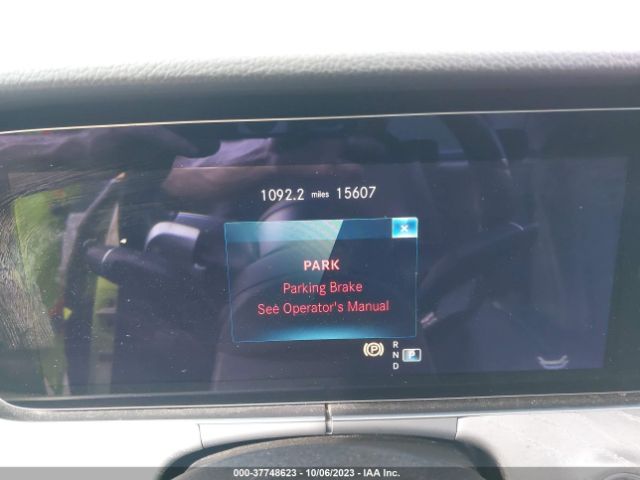 1092.2 miles 15607
×
PARK
Parking Brake
See Operator's Manual
P
R
N P
D
000-37748623 | 10/06/2023 | IAA Inc.